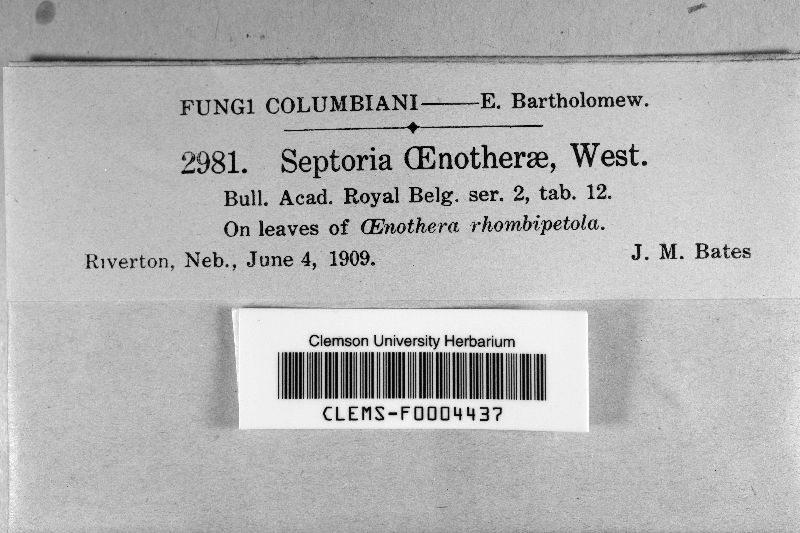 FUNGI COLUMBIANI——E. Bartholomew.
2981. Septoria Œnotheræ, West.
Bull. Acad. Royal Belg. ser. 2, tab. 12.
On leaves of Œnothera rhombipetola.
Riverton, Neb., June 4, 1909. J. M. Bates
Clemson University Herbarium
CLEMS-F0004437